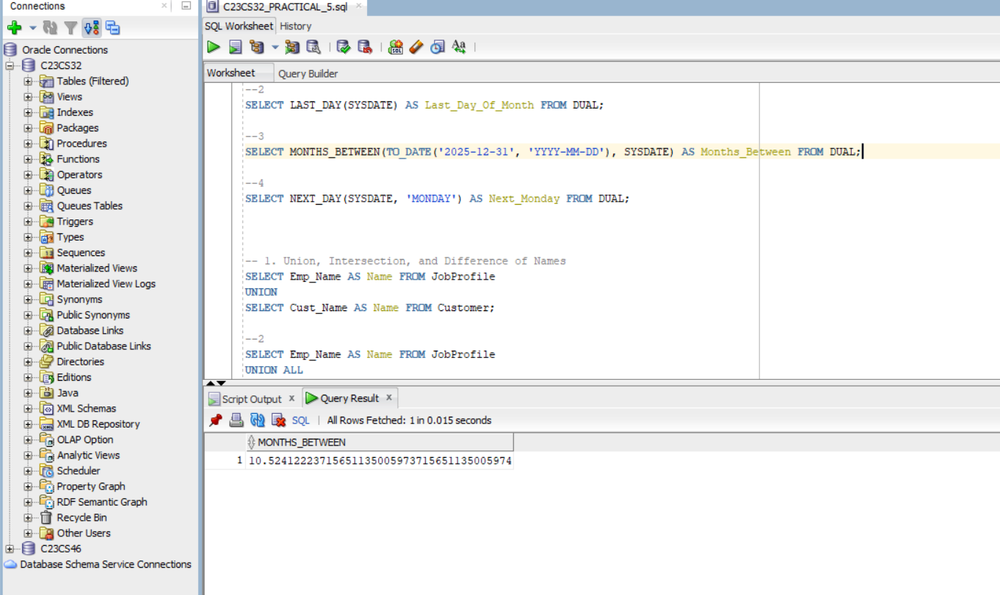 Connections
Oracle Connections
C23CS32
Tables (Filtered)
Views
Indexes
Packages
Procedures
Functions
Operators
Queues
Queues Tables
Triggers
Types
Sequences
Materialized Views
Materialized View Logs
Synonyms
Public Synonyms
Database Links
Public Database Links
Directories
Editions
Java
XML Schemas
XML DB Repository
OLAP Option
Analytic Views
Scheduler
Property Graph
RDF Semantic Graph
Recycle Bin
Other Users
C23CS46
Database Schema Service Connections
C23CS32_PRACTICAL_5.sql
SQL Worksheet History
Worksheet Query Builder
--2
SELECT LAST_DAY(SYSDATE) AS Last_Day_Of_Month FROM DUAL;
--3
SELECT MONTHS_BETWEEN(TO_DATE('2025-12-31', 'YYYY-MM-DD'), SYSDATE) AS Months_Between FROM DUAL;
--4
SELECT NEXT_DAY(SYSDATE, 'MONDAY') AS Next_Monday FROM DUAL;
-- 1. Union, Intersection, and Difference of Names
SELECT Emp_Name AS Name FROM JobProfile
UNION
SELECT Cust_Name AS Name FROM Customer;
--2
SELECT Emp_Name AS Name FROM JobProfile
UNION ALL
Script Output x Query Result x
SQL | All Rows Fetched: 1 in 0.015 seconds
MONTHS_BETWEEN
1 10.5241222371565113500597371565113500597​4